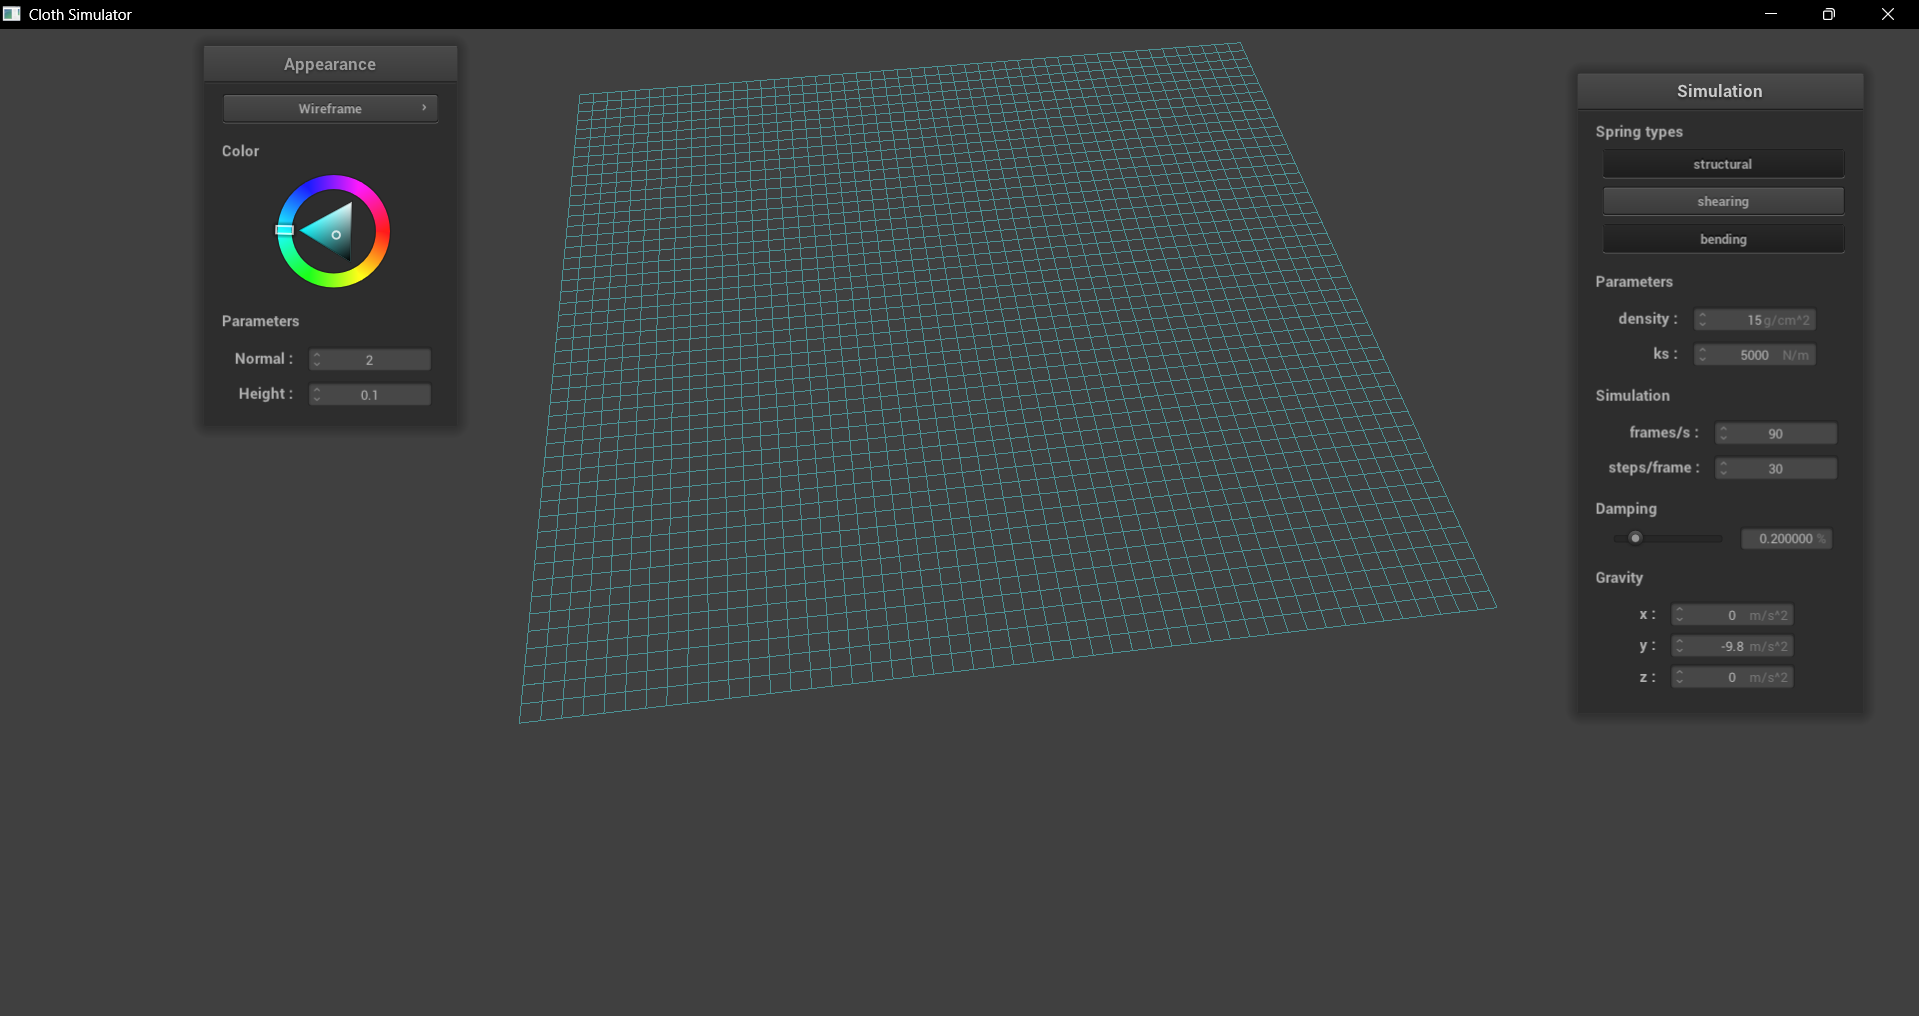 Cloth Simulator
Appearance
Wireframe ›
Color
Parameters
Normal : 2
Height : 0.1
Simulation
Spring types
structural
shearing
bending
Parameters
density : 15 g/cm^2
ks : 5000 N/m
Simulation
frames/s : 90
steps/frame : 30
Damping
0.200000 %
Gravity
x : 0 m/s^2
y : -9.8 m/s^2
z : 0 m/s^2